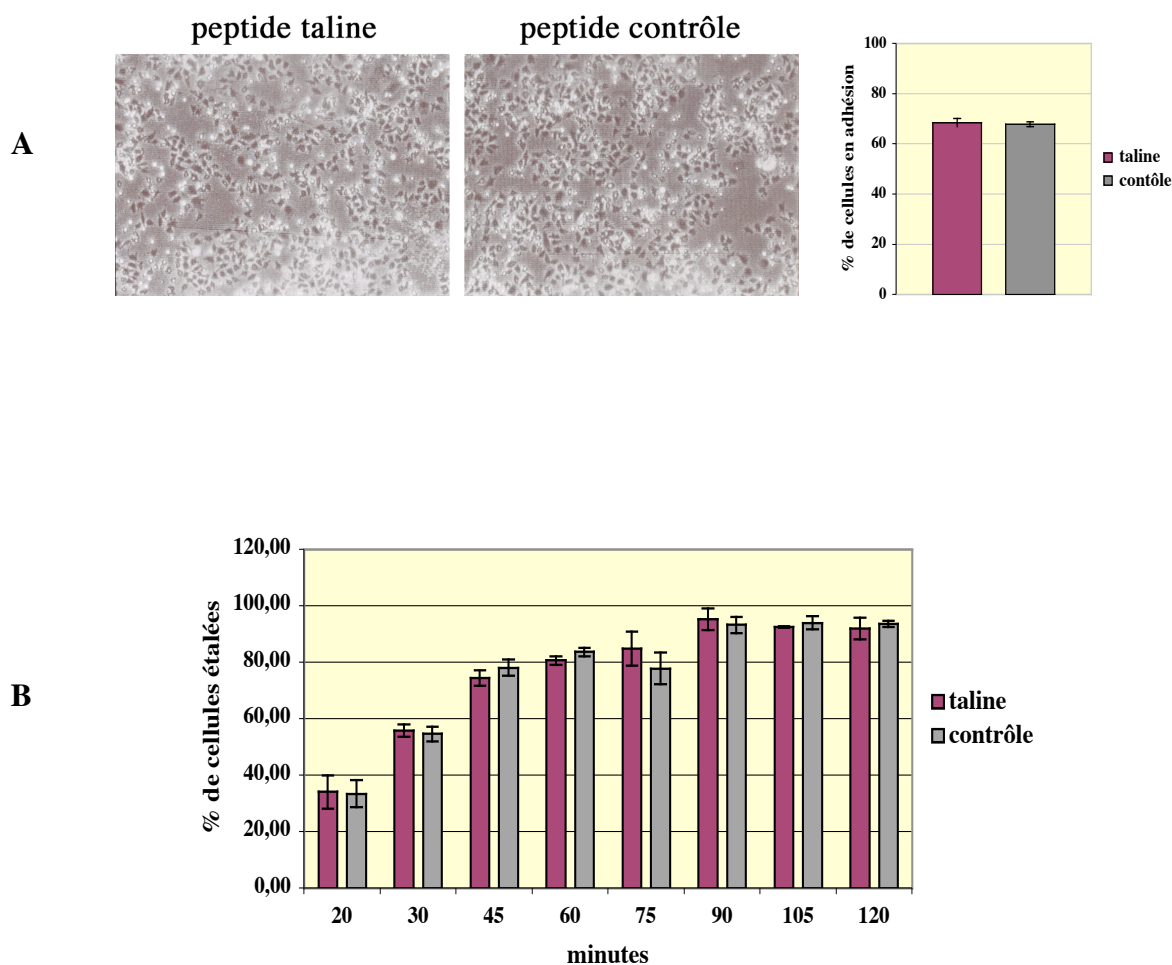 peptide taline
peptide contrôle
A
100
80
60
40
20
0
% de cellules en adhésion
taline
contôle
B
120,00
100,00
80,00
60,00
40,00
20,00
0,00
% de cellules étalées
20 30 45 60 75 90 105 120
minutes
taline
contrôle